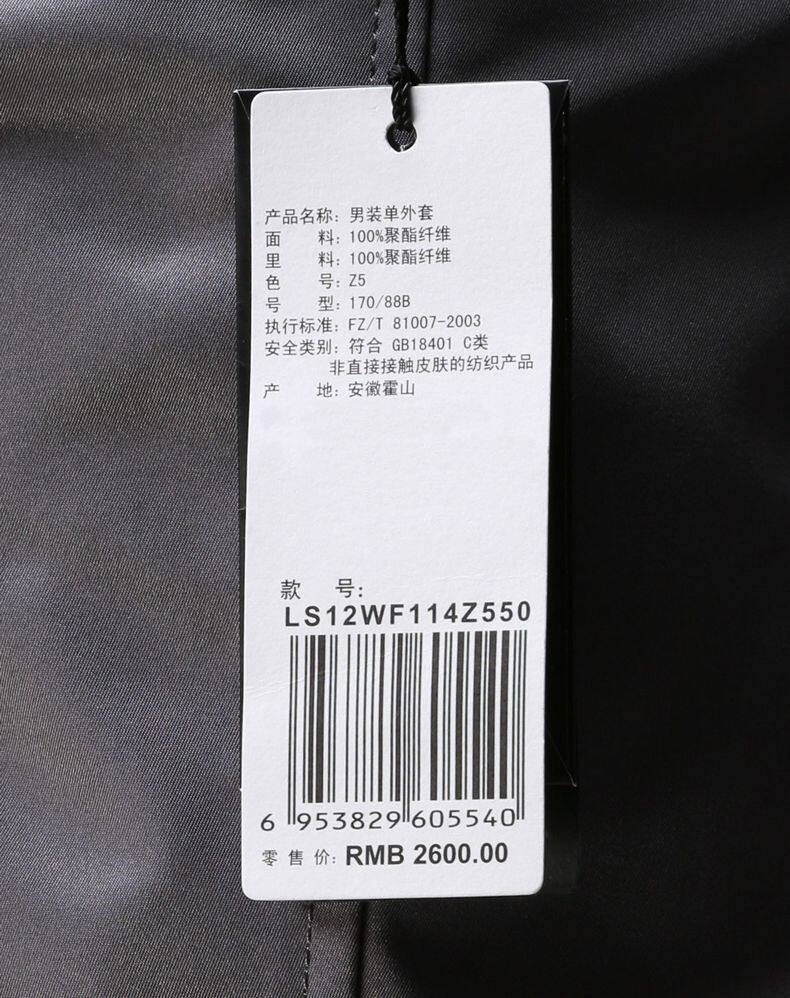 产品名称: 男装单外套
面 料: 100%聚酯纤维
里 料: 100%聚酯纤维
色 号: Z5
号 型: 170/88B
执行标准: FZ/T 81007-2003
安全类别: 符合 GB18401 C类
非直接接触皮肤的纺织产品
产 地: 安徽霍山
款 号:
LS12WF114Z550
6 953829 605540
零售价: RMB 2600.00